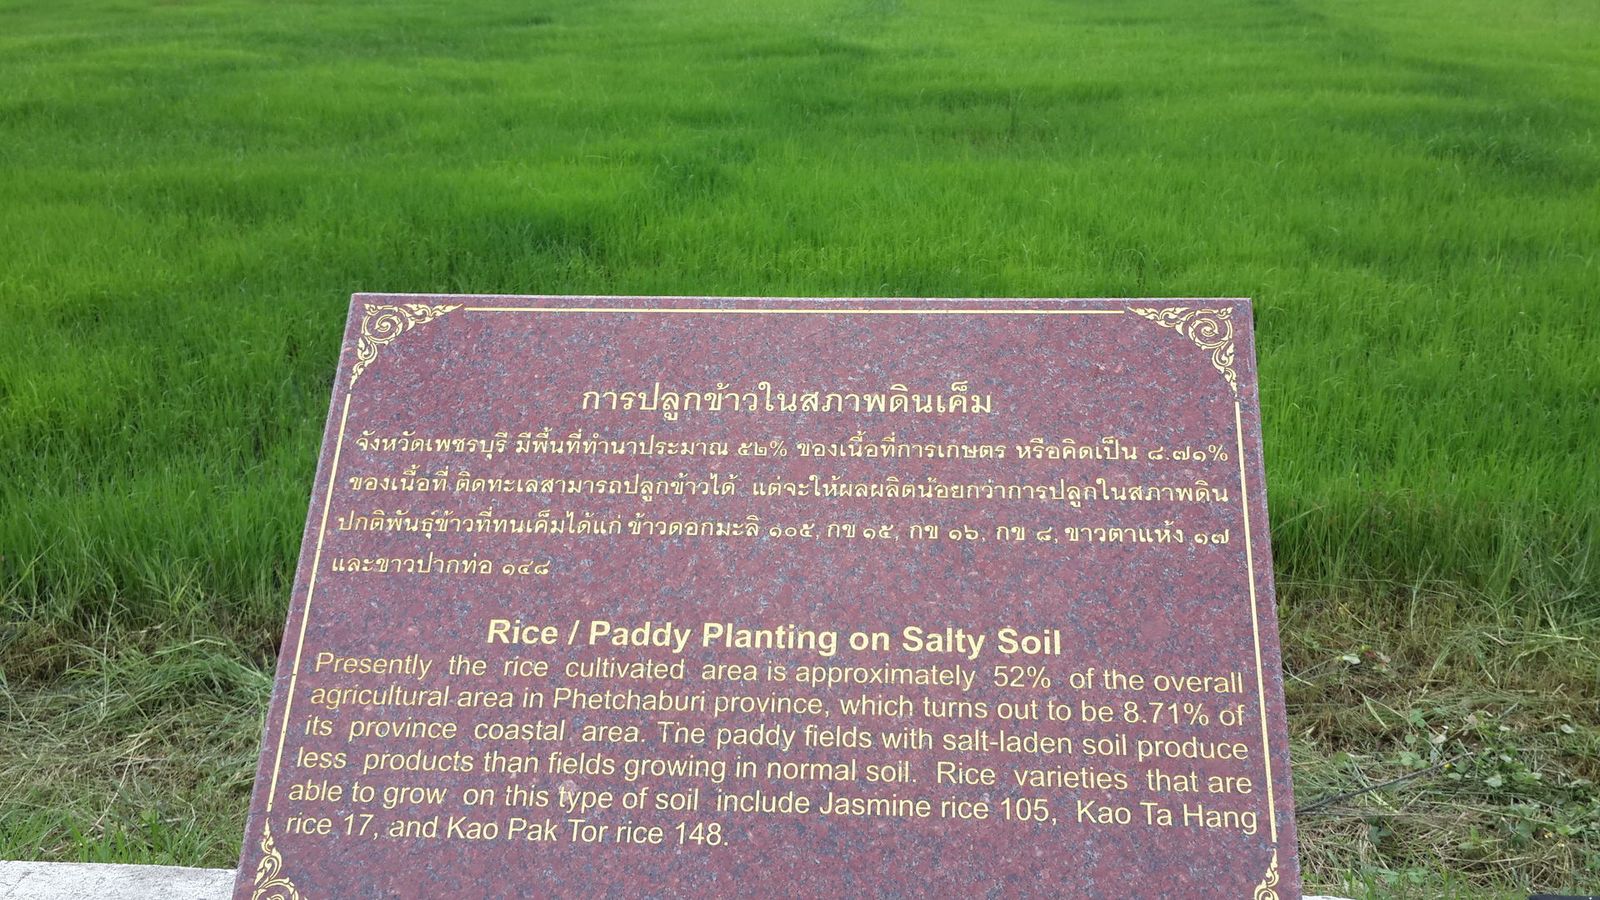 การปลูกข้าวในสภาพดินเค็ม
จังหวัดเพชรบุรี มีพื้นที่ทำนาประมาณ ๕๒% ของเนื้อที่การเกษตร หรือคิดเป็น ๘.๗๑%
ของเนื้อที่ ติดทะเลสามารถปลูกข้าวได้ แต่จะให้ผลผลิตน้อยกว่าการปลูกในสภาพดิน
ปกติพันธุ์ข้าวที่ทนเค็มได้แก่ ข้าวดอกมะลิ ๑๐๕, กข ๑๕, กข ๑๖, กข ๘, ขาวตาแห้ง ๑๗
และขาวปากท่อ ๑๔๘
Rice / Paddy Planting on Salty Soil
Presently the rice cultivated area is approximately 52% of the overall
agricultural area in Phetchaburi province, which turns out to be 8.71% of
its province coastal area. The paddy fields with salt-laden soil produce
less products than fields growing in normal soil. Rice varieties that are
able to grow on this type of soil include Jasmine rice 105, Kao Ta Hang
rice 17, and Kao Pak Tor rice 148.